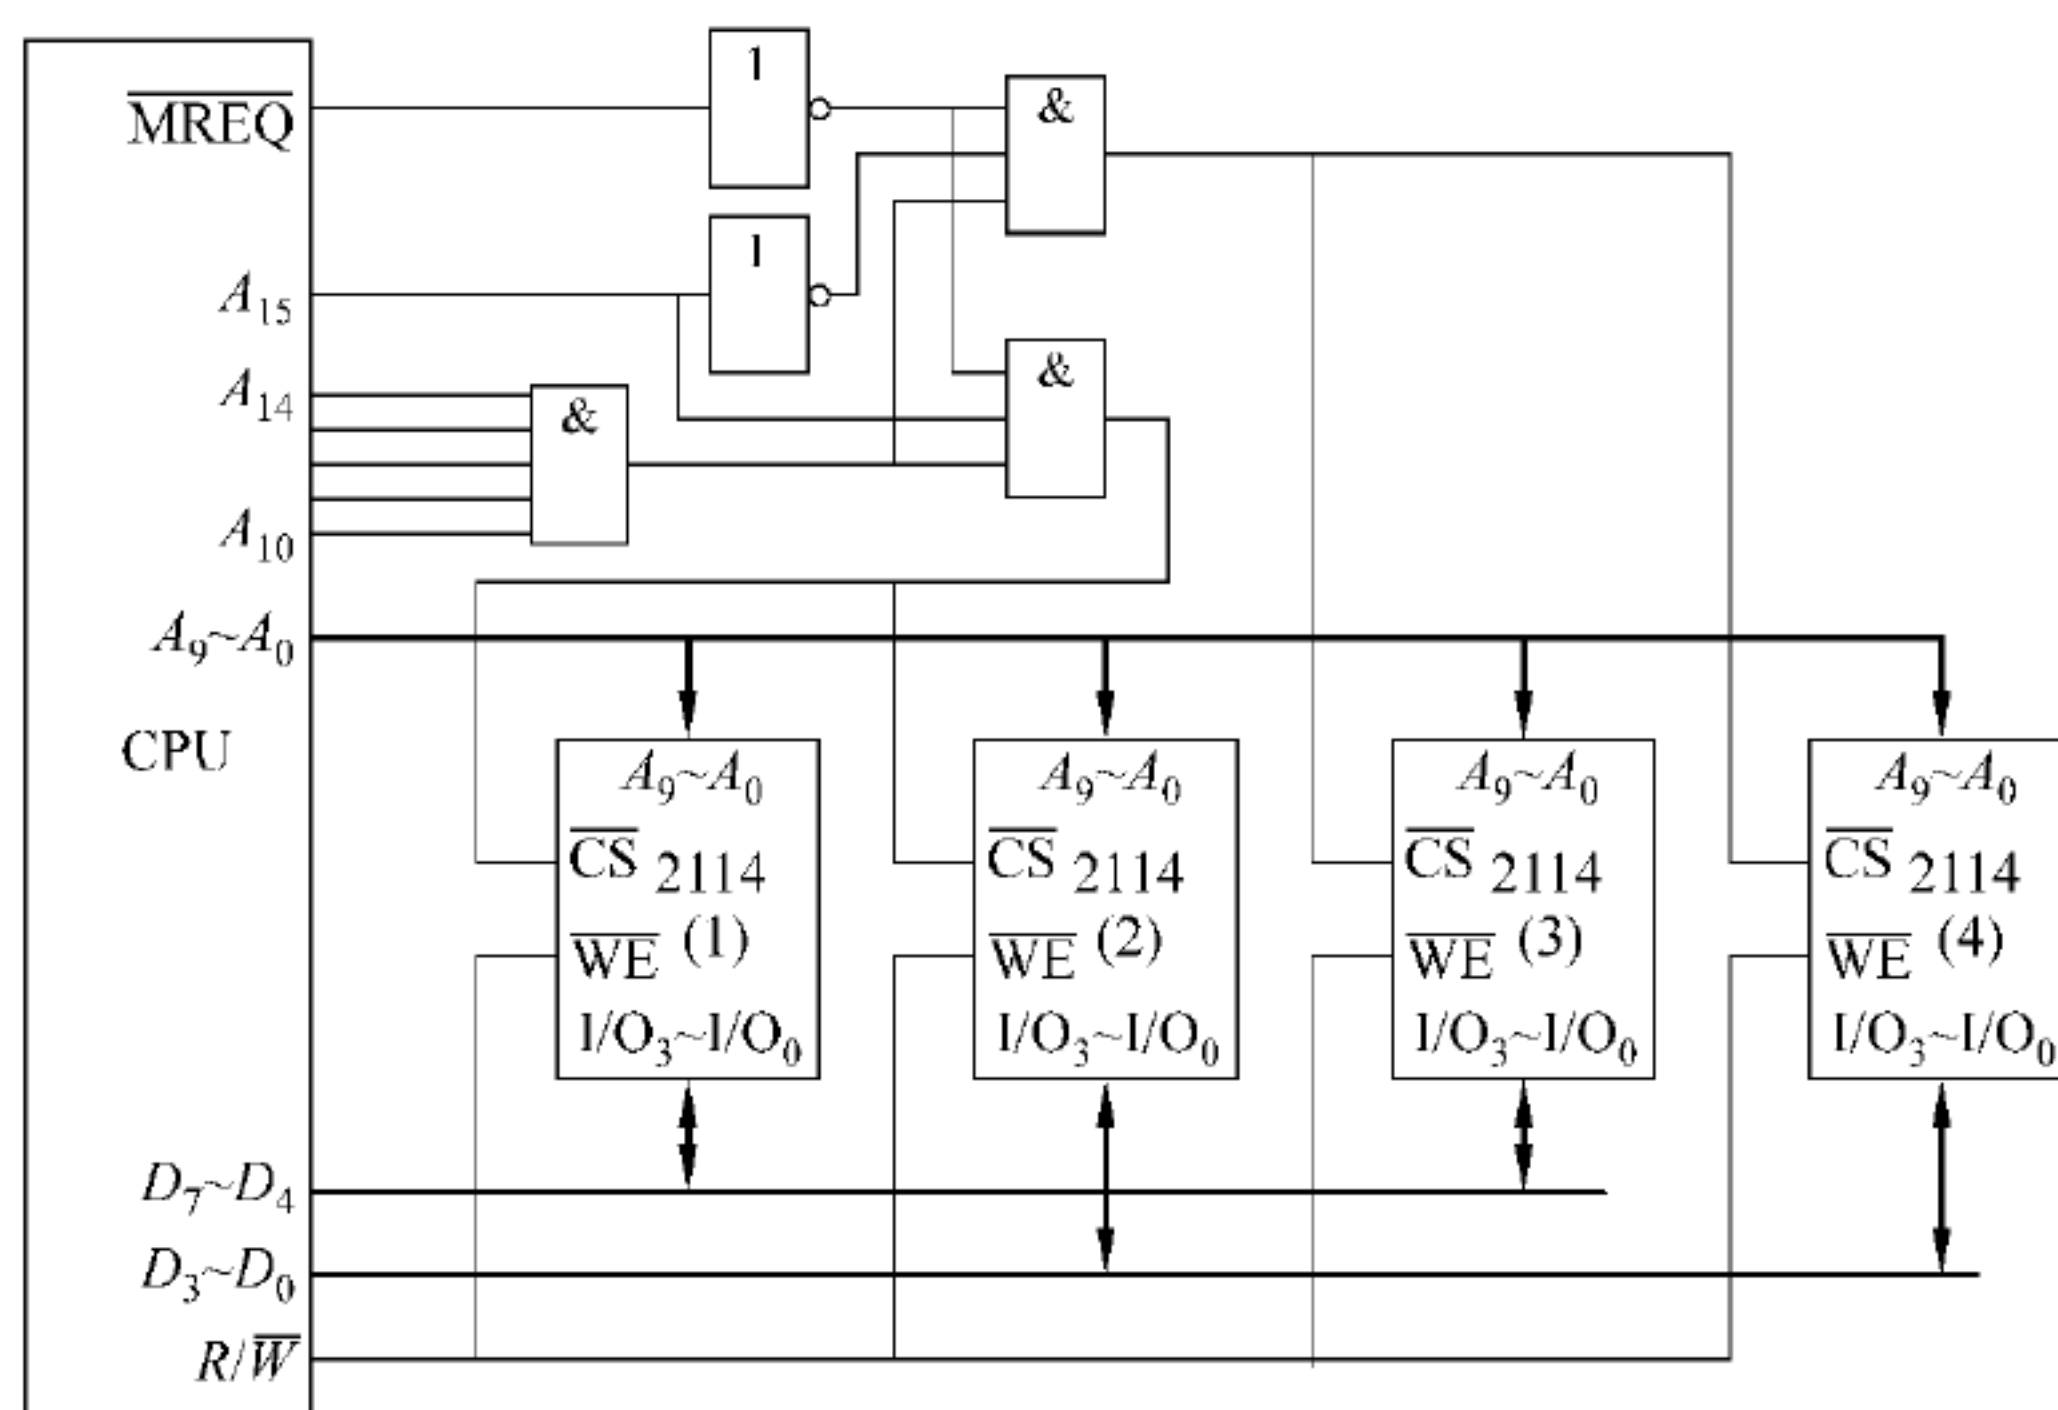 1
&
MREQ
1
A15
&
A14
&
A10
A9~A0
CPU
A9~A0
CS 2114
WE (1)
I/O3~I/O0
A9~A0
CS 2114
WE (2)
I/O3~I/O0
A9~A0
CS 2114
WE (3)
I/O3~I/O0
A9~A0
CS 2114
WE (4)
I/O3~I/O0
D7~D4
D3~D0
R/W